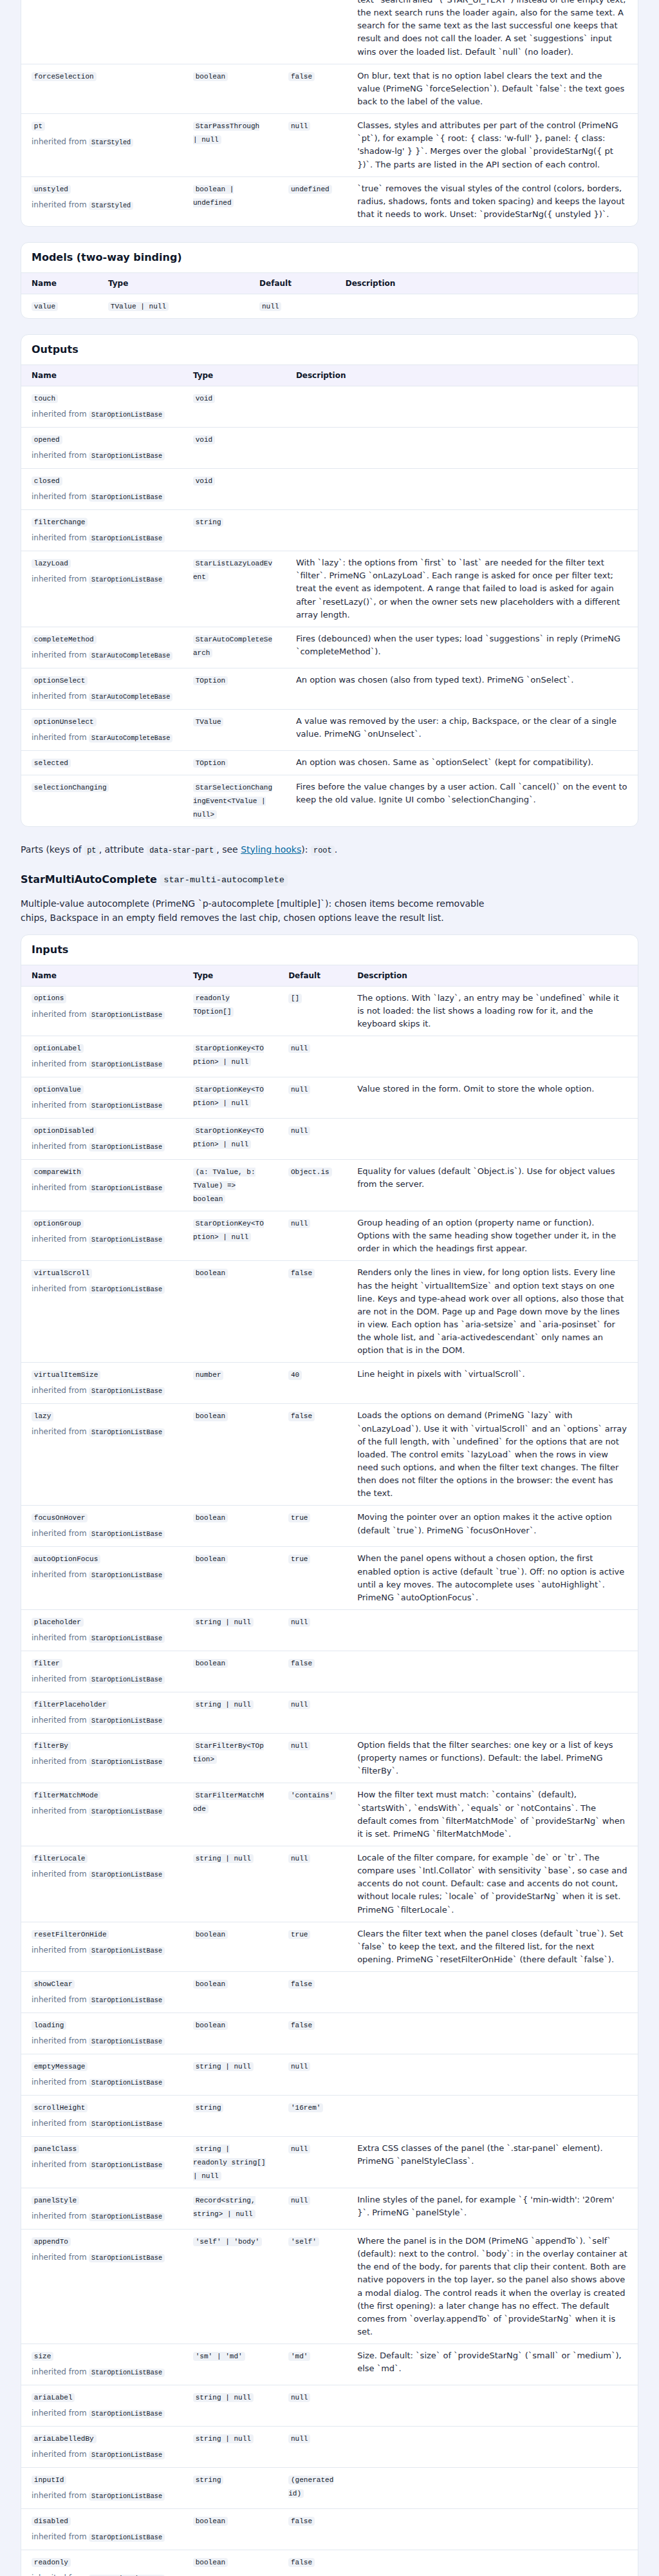 the next search runs the loader again, also for the same text. A
search for the same text as the last successful one keeps that
result and does not call the loader. A set `suggestions` input
wins over the loaded list. Default `null` (no loader).
forceSelection boolean false On blur, text that is no option label clears the text and the
value (PrimeNG `forceSelection`). Default `false`: the text goes
back to the label of the value.
pt StarPassThrough null Classes, styles and attributes per part of the control (PrimeNG
inherited from StarStyled | null `pt`), for example `{ root: { class: 'w-full' }, panel: { class:
'shadow-lg' } }`. Merges over the global `provideStarNg({ pt
})`. The parts are listed in the API section of each control.
unstyled boolean | undefined `true` removes the visual styles of the control (colors, borders,
inherited from StarStyled undefined radius, shadows, fonts and token spacing) and keeps the layout
that it needs to work. Unset: `provideStarNg({ unstyled })`.
Models (two-way binding)
Name Type Default Description
value TValue | null null
Outputs
Name Type Description
touch void
inherited from StarOptionListBase
opened void
inherited from StarOptionListBase
closed void
inherited from StarOptionListBase
filterChange string
inherited from StarOptionListBase
lazyLoad StarListLazyLoadEv With `lazy`: the options from `first` to `last` are needed for the filter text
inherited from StarOptionListBase ent `filter`. PrimeNG `onLazyLoad`. Each range is asked for once per filter text;
treat the event as idempotent. A range that failed to load is asked for again
after `resetLazy()`, or when the owner sets new placeholders with a different
array length.
completeMethod StarAutoCompleteSe Fires (debounced) when the user types; load `suggestions` in reply (PrimeNG
inherited from StarAutoCompleteBase arch `completeMethod`).
optionSelect TOption An option was chosen (also from typed text). PrimeNG `onSelect`.
inherited from StarAutoCompleteBase
optionUnselect TValue A value was removed by the user: a chip, Backspace, or the clear of a single
inherited from StarAutoCompleteBase value. PrimeNG `onUnselect`.
selected TOption An option was chosen. Same as `optionSelect` (kept for compatibility).
selectionChanging StarSelectionChang Fires before the value changes by a user action. Call `cancel()` on the event to
ingEvent<TValue | keep the old value. Ignite UI combo `selectionChanging`.
null>
Parts (keys of pt, attribute data-star-part, see Styling hooks): root.
StarMultiAutoComplete star-multi-autocomplete
Multiple-value autocomplete (PrimeNG `p-autocomplete [multiple]`): chosen items become removable
chips, Backspace in an empty field removes the last chip, chosen options leave the result list.
Inputs
Name Type Default Description
options readonly [] The options. With `lazy`, an entry may be `undefined` while it
inherited from StarOptionListBase TOption[] is not loaded: the list shows a loading row for it, and the
keyboard skips it.
optionLabel StarOptionKey<TO null
inherited from StarOptionListBase ption> | null
optionValue StarOptionKey<TO null Value stored in the form. Omit to store the whole option.
inherited from StarOptionListBase ption> | null
optionDisabled StarOptionKey<TO null
inherited from StarOptionListBase ption> | null
compareWith (a: TValue, b: Object.is Equality for values (default `Object.is`). Use for object values
inherited from StarOptionListBase TValue) => from the server.
boolean
optionGroup StarOptionKey<TO null Group heading of an option (property name or function).
inherited from StarOptionListBase ption> | null Options with the same heading show together under it, in the
order in which the headings first appear.
virtualScroll boolean false Renders only the lines in view, for long option lists. Every line
inherited from StarOptionListBase has the height `virtualItemSize` and option text stays on one
line. Keys and type-ahead work over all options, also those that
are not in the DOM. Page up and Page down move by the lines
in view. Each option has `aria-setsize` and `aria-posinset` for
the whole list, and `aria-activedescendant` only names an
option that is in the DOM.
virtualItemSize number 40 Line height in pixels with `virtualScroll`.
inherited from StarOptionListBase
lazy boolean false Loads the options on demand (PrimeNG `lazy` with
inherited from StarOptionListBase `onLazyLoad`). Use it with `virtualScroll` and an `options` array
of the full length, with `undefined` for the options that are not
loaded. The control emits `lazyLoad` when the rows in view
need such options, and when the filter text changes. The filter
then does not filter the options in the browser: the event has
the text.
focusOnHover boolean true Moving the pointer over an option makes it the active option
inherited from StarOptionListBase (default `true`). PrimeNG `focusOnHover`.
autoOptionFocus boolean true When the panel opens without a chosen option, the first
inherited from StarOptionListBase enabled option is active (default `true`). Off: no option is active
until a key moves. The autocomplete uses `autoHighlight`.
PrimeNG `autoOptionFocus`.
placeholder string | null null
inherited from StarOptionListBase
filter boolean false
inherited from StarOptionListBase
filterPlaceholder string | null null
inherited from StarOptionListBase
filterBy StarFilterBy<TOp null Option fields that the filter searches: one key or a list of keys
inherited from StarOptionListBase tion> (property names or functions). Default: the label. PrimeNG
`filterBy`.
filterMatchMode StarFilterMatchM 'contains' How the filter text must match: `contains` (default),
inherited from StarOptionListBase ode `startsWith`, `endsWith`, `equals` or `notContains`. The
default comes from `filterMatchMode` of `provideStarNg` when
it is set. PrimeNG `filterMatchMode`.
filterLocale string | null null Locale of the filter compare, for example `de` or `tr`. The
inherited from StarOptionListBase compare uses `Intl.Collator` with sensitivity `base`, so case and
accents do not count. Default: case and accents do not count,
without locale rules; `locale` of `provideStarNg` when it is set.
PrimeNG `filterLocale`.
resetFilterOnHide boolean true Clears the filter text when the panel closes (default `true`). Set
inherited from StarOptionListBase `false` to keep the text, and the filtered list, for the next
opening. PrimeNG `resetFilterOnHide` (there default `false`).
showClear boolean false
inherited from StarOptionListBase
loading boolean false
inherited from StarOptionListBase
emptyMessage string | null null
inherited from StarOptionListBase
scrollHeight string '16rem'
inherited from StarOptionListBase
panelClass string | null Extra CSS classes of the panel (the `.star-panel` element).
inherited from StarOptionListBase readonly string[] PrimeNG `panelStyleClass`.
| null
panelStyle Record<string, null Inline styles of the panel, for example `{ 'min-width': '20rem'
inherited from StarOptionListBase string> | null }`. PrimeNG `panelStyle`.
appendTo 'self' | 'body' 'self' Where the panel is in the DOM (PrimeNG `appendTo`). `self`
inherited from StarOptionListBase (default): next to the control. `body`: in the overlay container at
the end of the body, for parents that clip their content. Both are
native popovers in the top layer, so the panel also shows above
a modal dialog. The control reads it when the overlay is created
(the first opening): a later change has no effect. The default
comes from `overlay.appendTo` of `provideStarNg` when it is
set.
size 'sm' | 'md' 'md' Size. Default: `size` of `provideStarNg` (`small` or `medium`),
inherited from StarOptionListBase else `md`.
ariaLabel string | null null
inherited from StarOptionListBase
ariaLabelledBy string | null null
inherited from StarOptionListBase
inputId string (generated
inherited from StarOptionListBase id)
disabled boolean false
inherited from StarOptionListBase
readonly boolean false